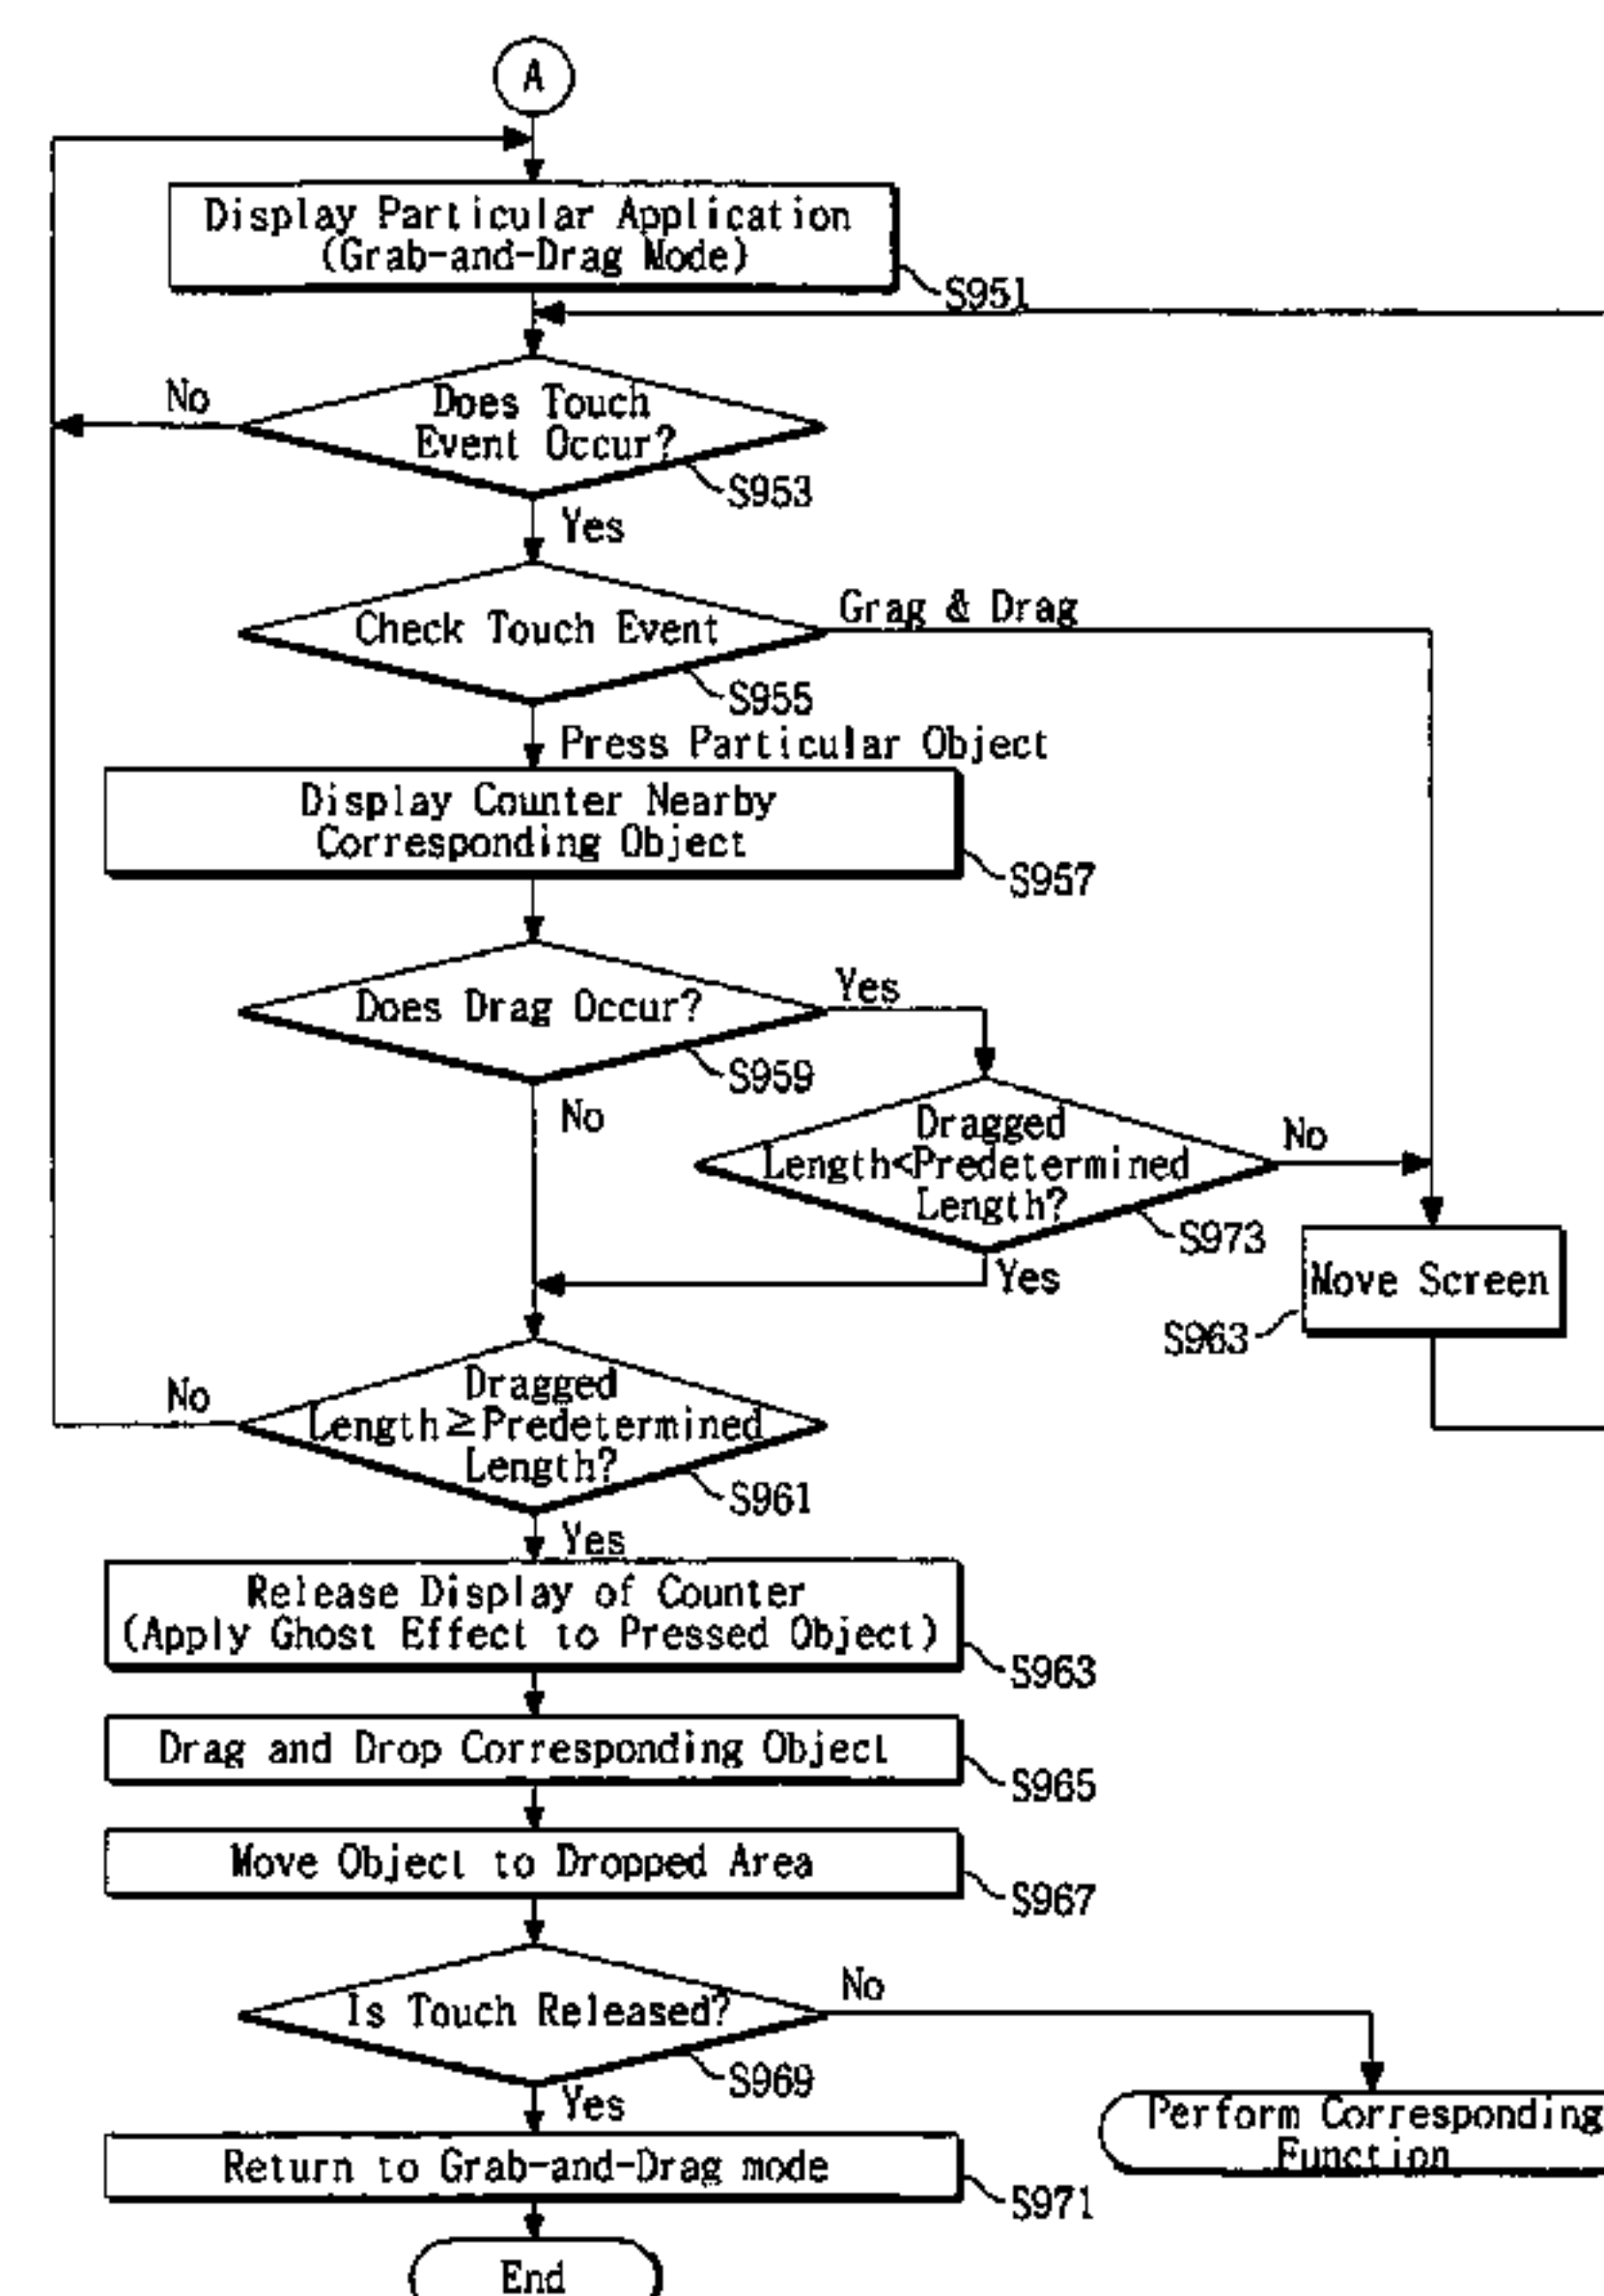 A
Display Particular Application
(Grab-and-Drag Mode)
S951
No
Does Touch
Event Occur?
S953
Yes
Check Touch Event
Grag & Drag
S955
Press Particular Object
Display Counter Nearby
Corresponding Object
S957
Does Drag Occur?
Yes
S959
No
Dragged
Length<Predetermined
Length?
No
S973
Yes
Move Screen
S963
No
Dragged
Length≥Predetermined
Length?
S961
Yes
Release Display of Counter
(Apply Ghost Effect to Pressed Object)
S963
Drag and Drop Corresponding Object
S965
Move Object to Dropped Area
S967
Is Touch Released?
No
S969
Yes
Perform Corresponding
Function
Return to Grab-and-Drag mode
S971
End